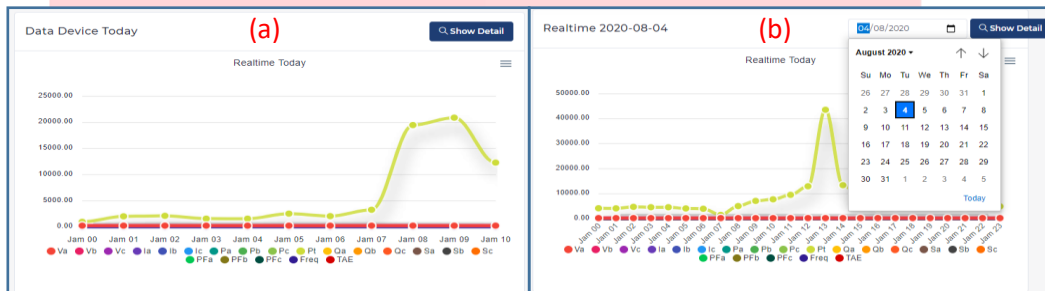 Data Device Today
(a)
Show Detail
Realtime Today
25000.00
20000.00
15000.00
10000.00
5000.00
0.00
Jam 00 Jam 01 Jam 02 Jam 03 Jam 04 Jam 05 Jam 06 Jam 07 Jam 08 Jam 09 Jam 10
Va Vb Vc Ia Ib Ic Pa Pb Pc Pt Qa Qb Qc Sa Sb Sc
PFa PFb PFc Freq TAE
Realtime 2020-08-04
(b)
04/08/2020
Show Detail
Realtime Today
August 2020
Su Mo Tu We Th Fr Sa
26 27 28 29 30 31 1
2 3 4 5 6 7 8
9 10 11 12 13 14 15
16 17 18 19 20 21 22
23 24 25 26 27 28 29
30 31 1 2 3 4 5
Today
50000.00
40000.00
30000.00
20000.00
10000.00
0.00
Jam 00 Jam 01 Jam 02 Jam 03 Jam 04 Jam 05 Jam 06 Jam 07 Jam 08 Jam 09 Jam 10 Jam 11 Jam 12 Jam 13 Jam 14 Jam 15 Jam 16 Jam 17 Jam 18 Jam 19 Jam 20 Jam 21 Jam 22 Jam 23
Va Vb Vc Ia Ib Ic Pa Pb Pc Pt Qa Qb Qc Sa Sb Sc
PFa PFb PFc Freq TAE